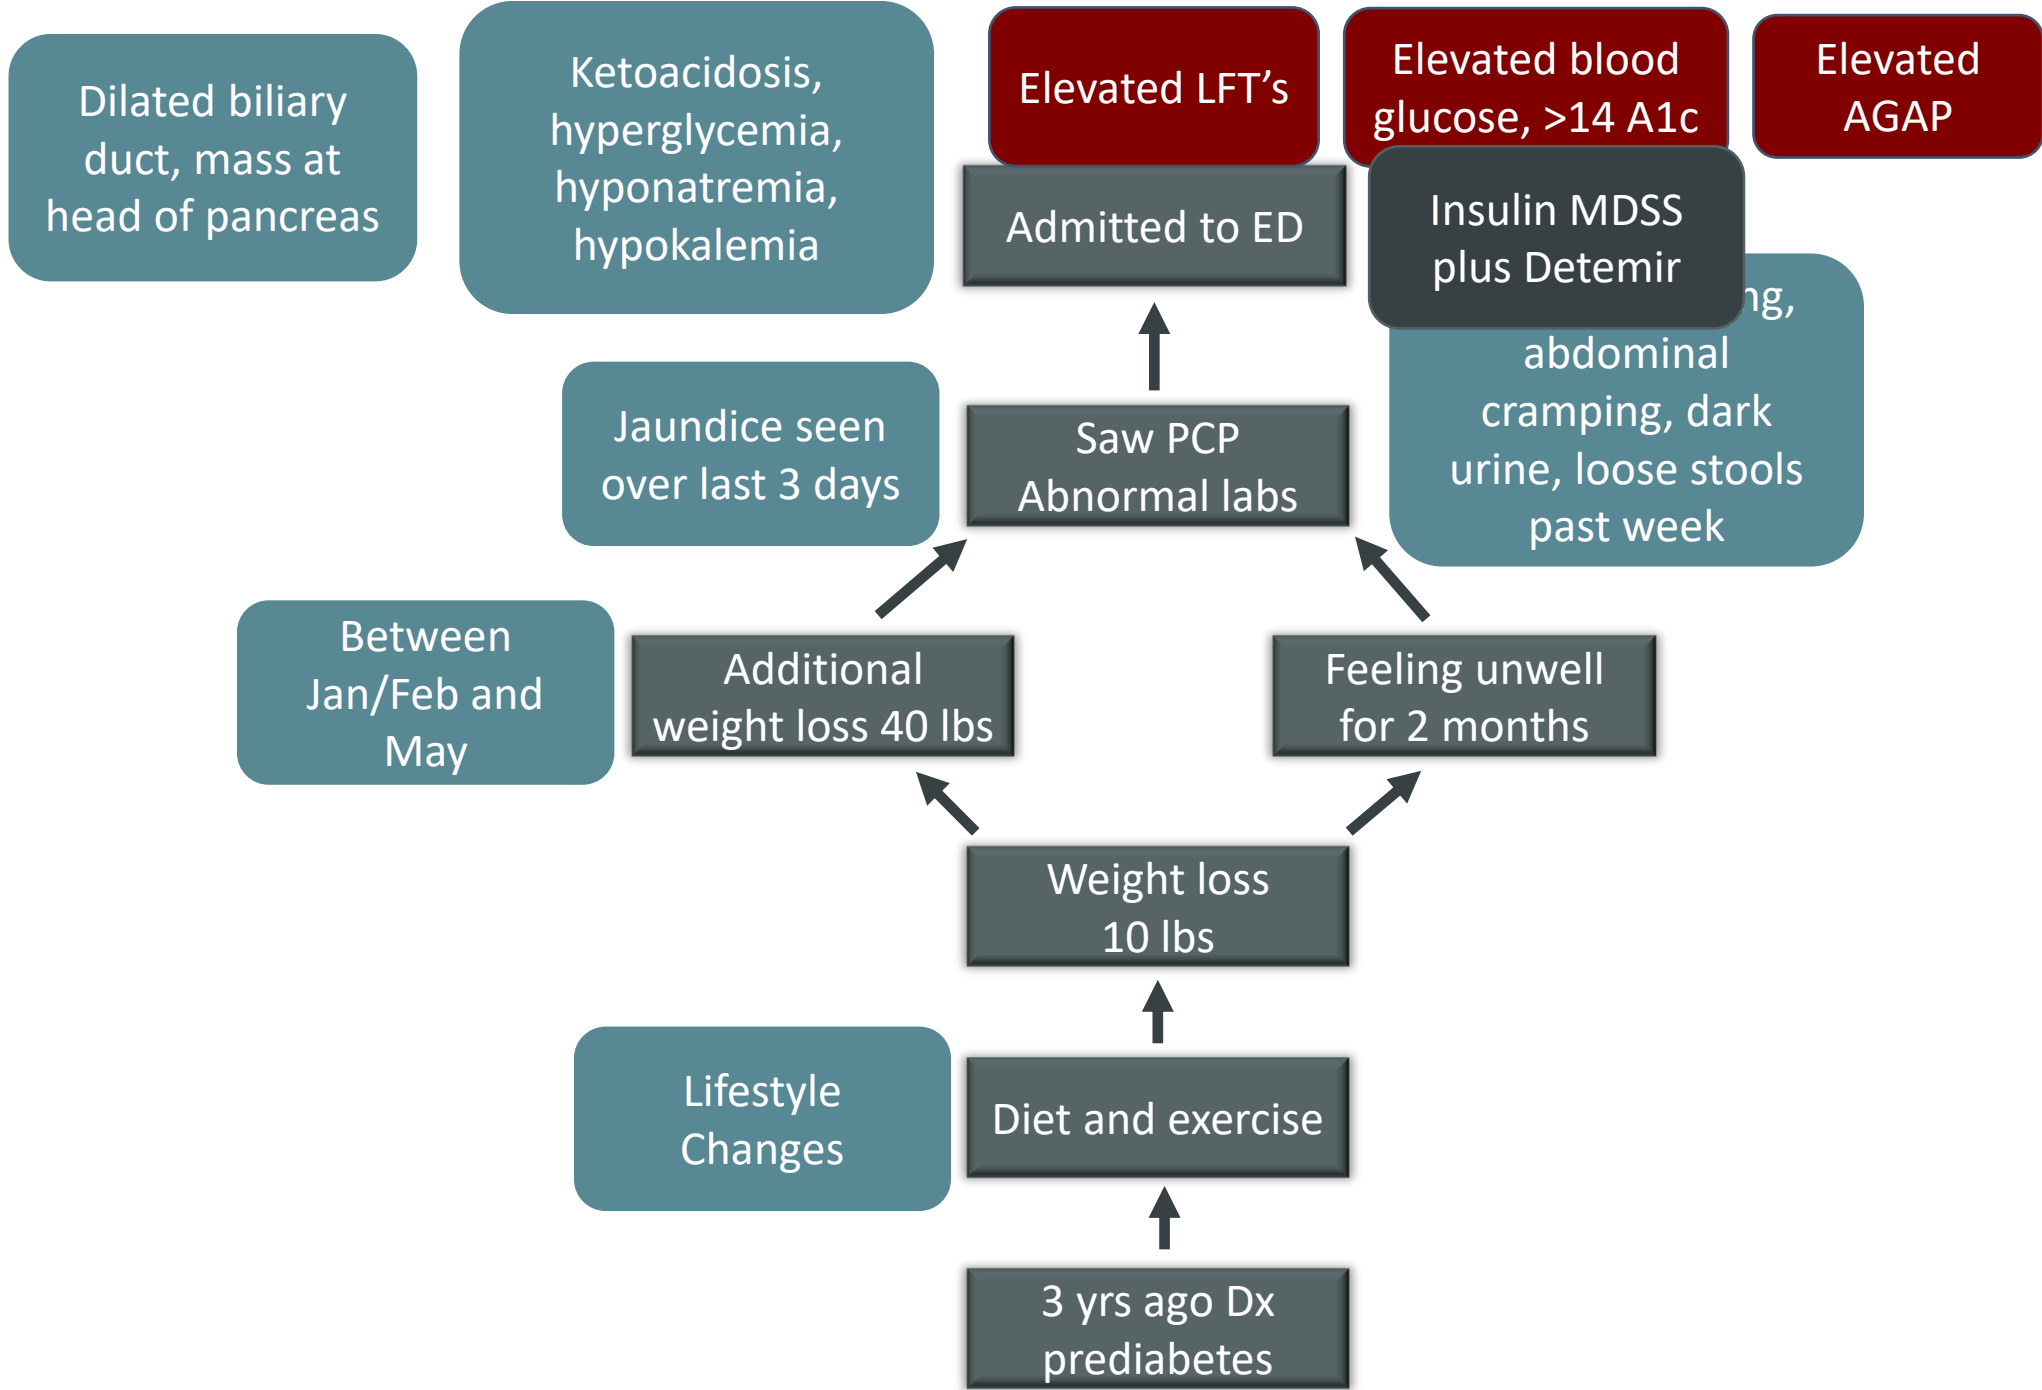 Dilated biliary
duct, mass at
head of pancreas
Ketoacidosis,
hyperglycemia,
hyponatremia,
hypokalemia
Elevated LFT’s
Elevated blood
glucose, >14 A1c
Elevated
AGAP
Admitted to ED
Insulin MDSS
plus Detemir
abdominal
cramping, dark
urine, loose stools
past week
Jaundice seen
over last 3 days
Saw PCP
Abnormal labs
Between
Jan/Feb and
May
Additional
weight loss 40 lbs
Feeling unwell
for 2 months
Weight loss
10 lbs
Lifestyle
Changes
Diet and exercise
3 yrs ago Dx
prediabetes